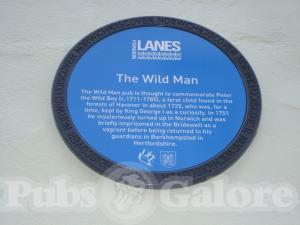 NORWICH
LANES
The Wild Man
The Wild Man pub is thought to commemorate Peter
the Wild Boy (c.1711-1785), a feral child found in the
forests of Hanover in about 1725, who was, for a
time, kept by King George I as a curiosity. In 1751
he mysteriously turned up in Norwich and was
briefly imprisoned in the Bridewell as a
vagrant before being returned to his
guardians in Berkhampsted in
Hertfordshire.
Pubs Galore